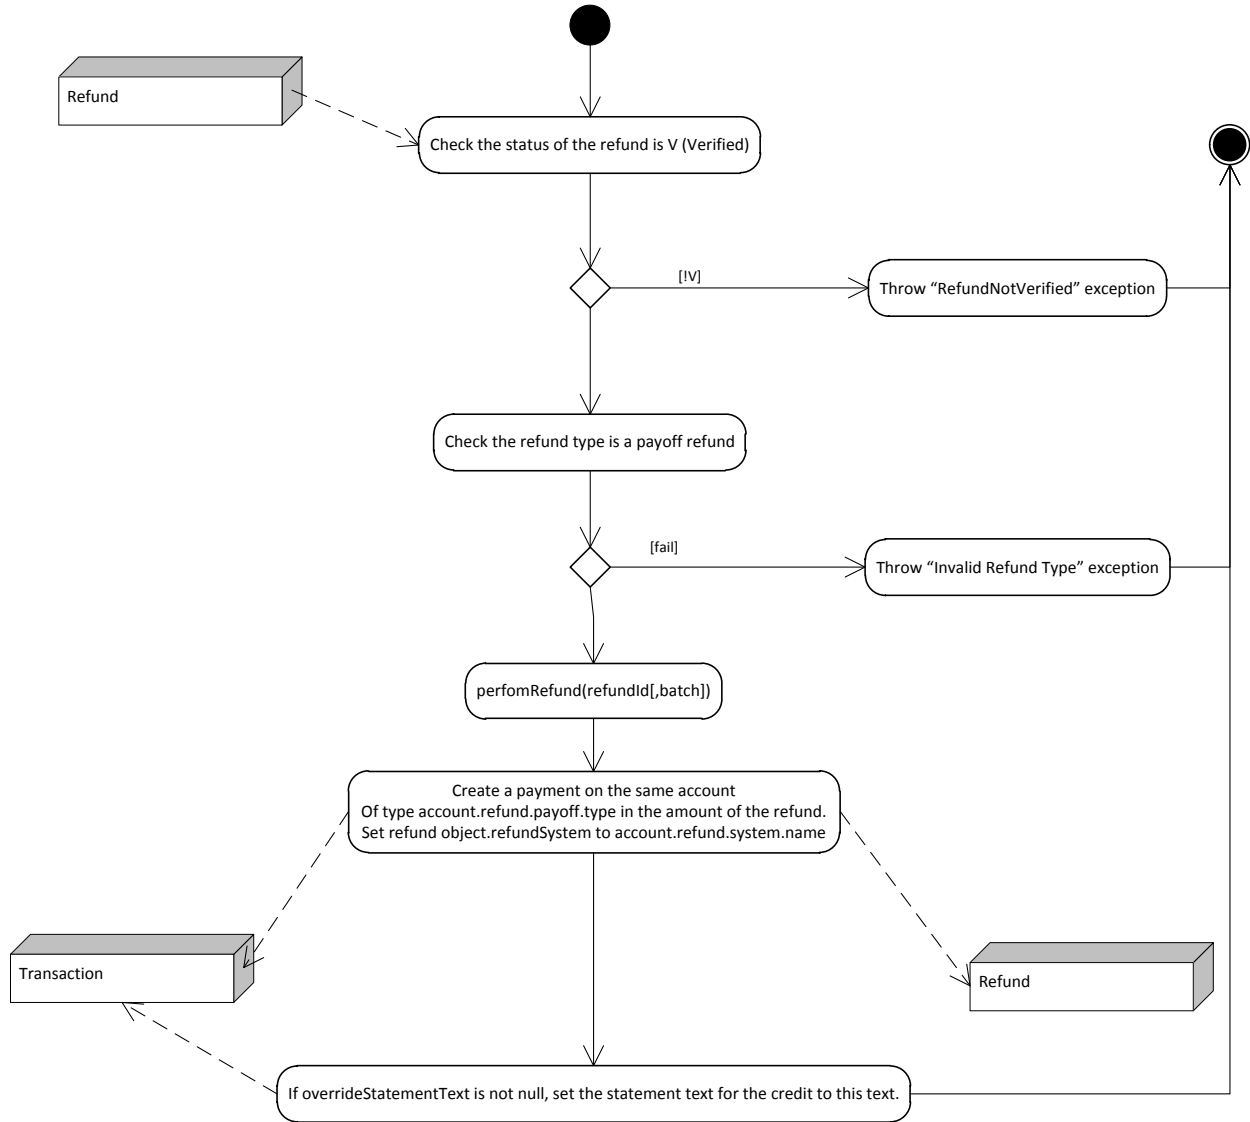 Refund
Check the status of the refund is V (Verified)
[!V]
Throw “RefundNotVerified” exception
Check the refund type is a payoff refund
[fail]
Throw “Invalid Refund Type” exception
perfomRefund(refundId[,batch])
Create a payment on the same account
Of type account.refund.payoff.type in the amount of the refund.
Set refund object.refundSystem to account.refund.system.name
Transaction
Refund
If overrideStatementText is not null, set the statement text for the credit to this text.